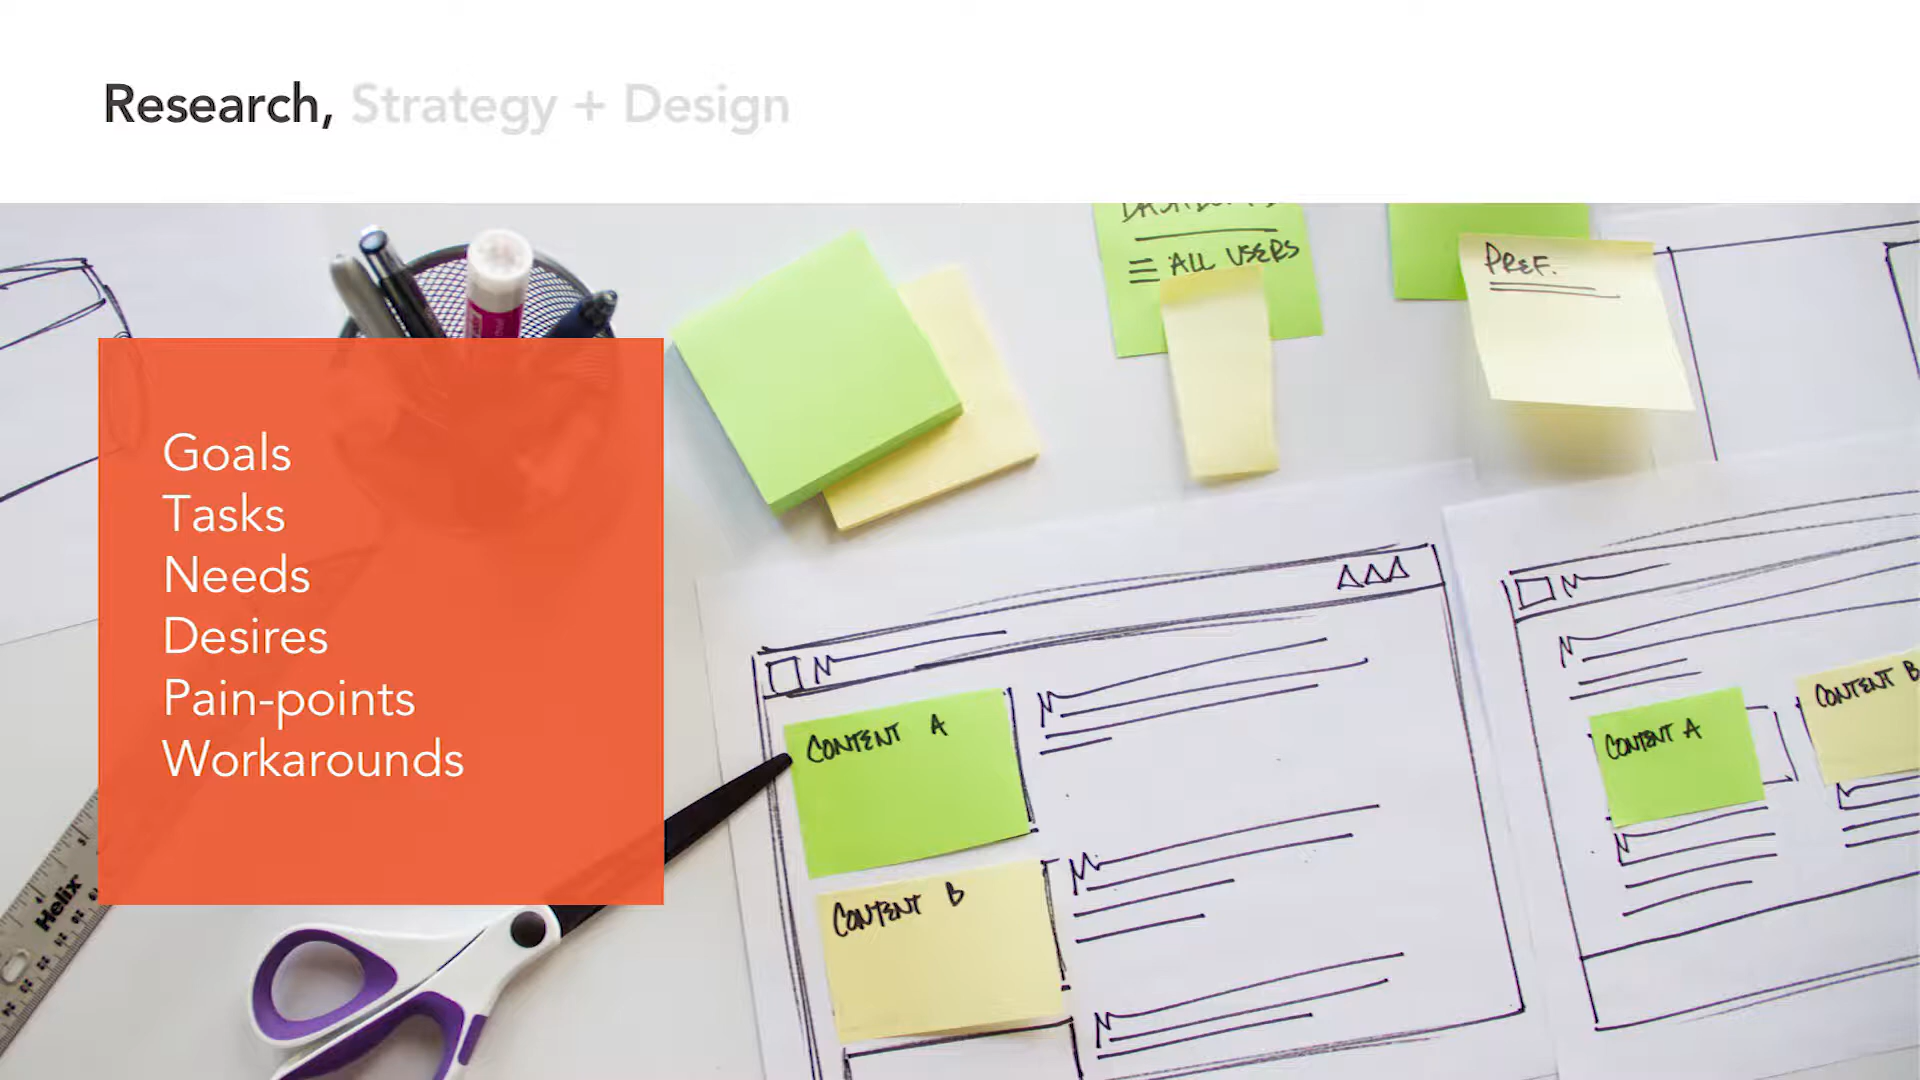 Research, Strategy + Design
ALL USERS
PREF.
Goals
Tasks
Needs
Desires
Pain-points
Workarounds
CONTENT A
CONTENT B
CONTENT A
CONTENT B
Helix